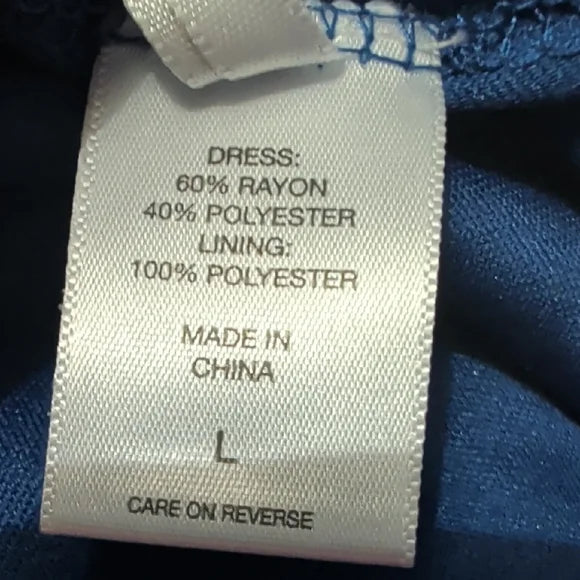 DRESS:
60% RAYON
40% POLYESTER
LINING:
100% POLYESTER
MADE IN
CHINA
L
CARE ON REVERSE